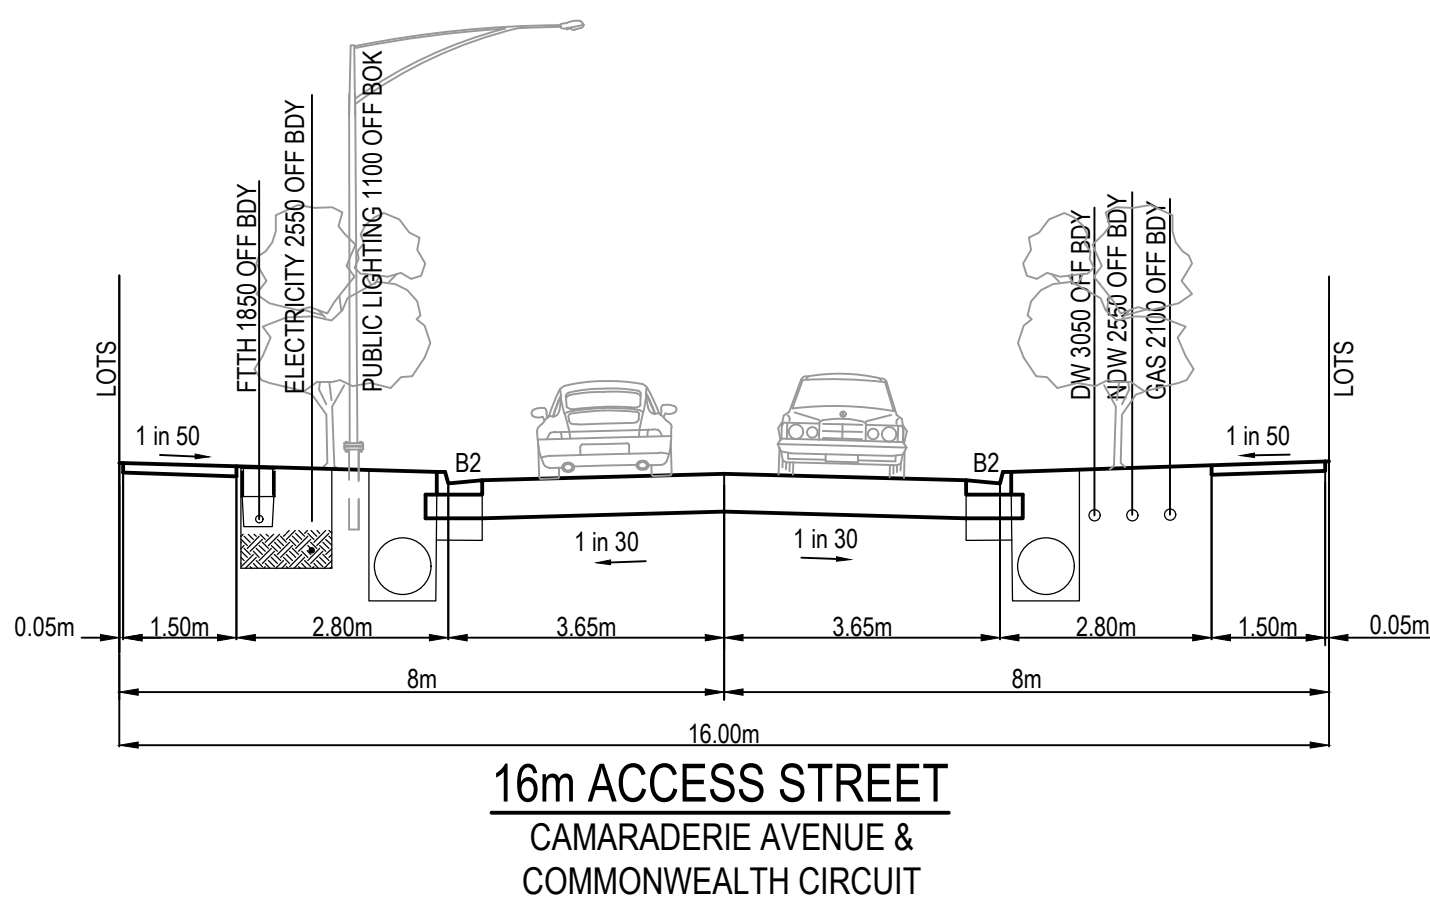 FTTH 1850 OFF BDY
ELECTRICITY 2550 OFF BDY
PUBLIC LIGHTING 1100 OFF BOK
DW 3050 OFF BDY
NDW 2550 OFF BDY
GAS 2100 OFF BDY
LOTS
LOTS
1 in 50
B2
B2
1 in 50
1 in 30
1 in 30
0.05m
1.50m
2.80m
3.65m
3.65m
2.80m
1.50m
0.05m
8m
8m
16.00m
16m ACCESS STREET
CAMARADERIE AVENUE &
COMMONWEALTH CIRCUIT